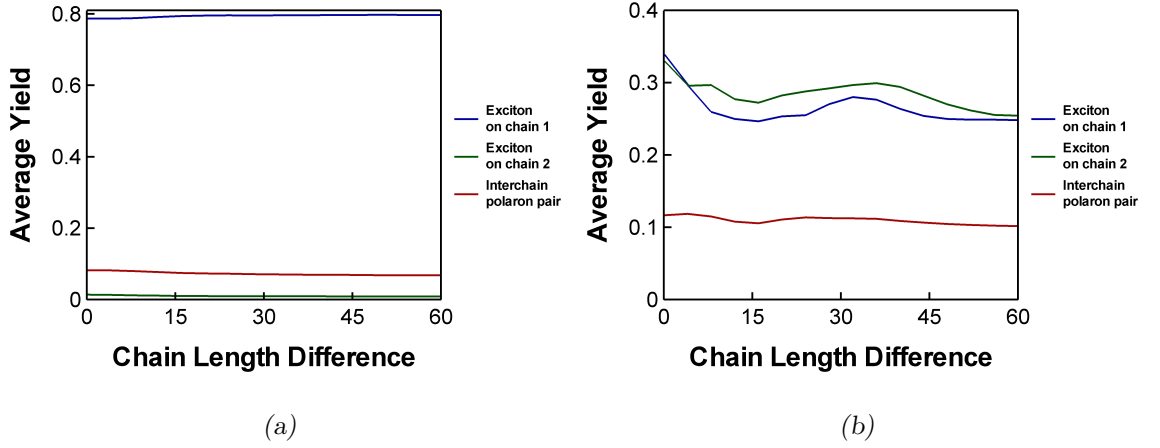 0.8
0.6
0.4
0.2
0
0
15
30
45
60
Average Yield
Chain Length Difference
Exciton
on chain 1
Exciton
on chain 2
Interchain
polaron pair
(a)
0.4
0.3
0.2
0.1
0
0
15
30
45
60
Average Yield
Chain Length Difference
Exciton
on chain 1
Exciton
on chain 2
Interchain
polaron pair
(b)